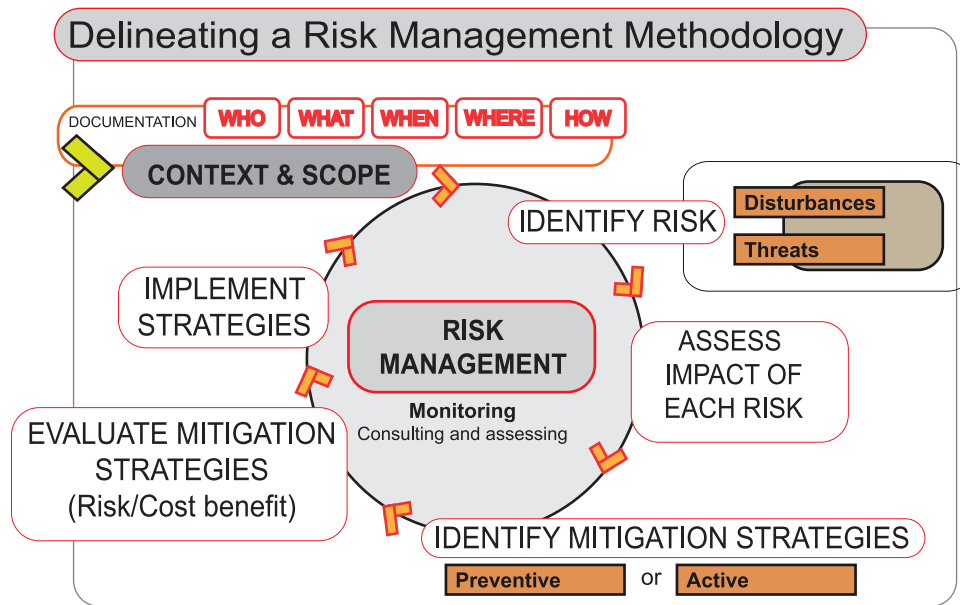 Delineating a Risk Management Methodology
DOCUMENTATION WHO WHAT WHEN WHERE HOW
CONTEXT & SCOPE
IDENTIFY RISK
Disturbances
Threats
ASSESS
IMPACT OF
EACH RISK
IDENTIFY MITIGATION STRATEGIES
Preventive or Active
EVALUATE MITIGATION
STRATEGIES
(Risk/Cost benefit)
IMPLEMENT
STRATEGIES
RISK
MANAGEMENT
Monitoring
Consulting and assessing